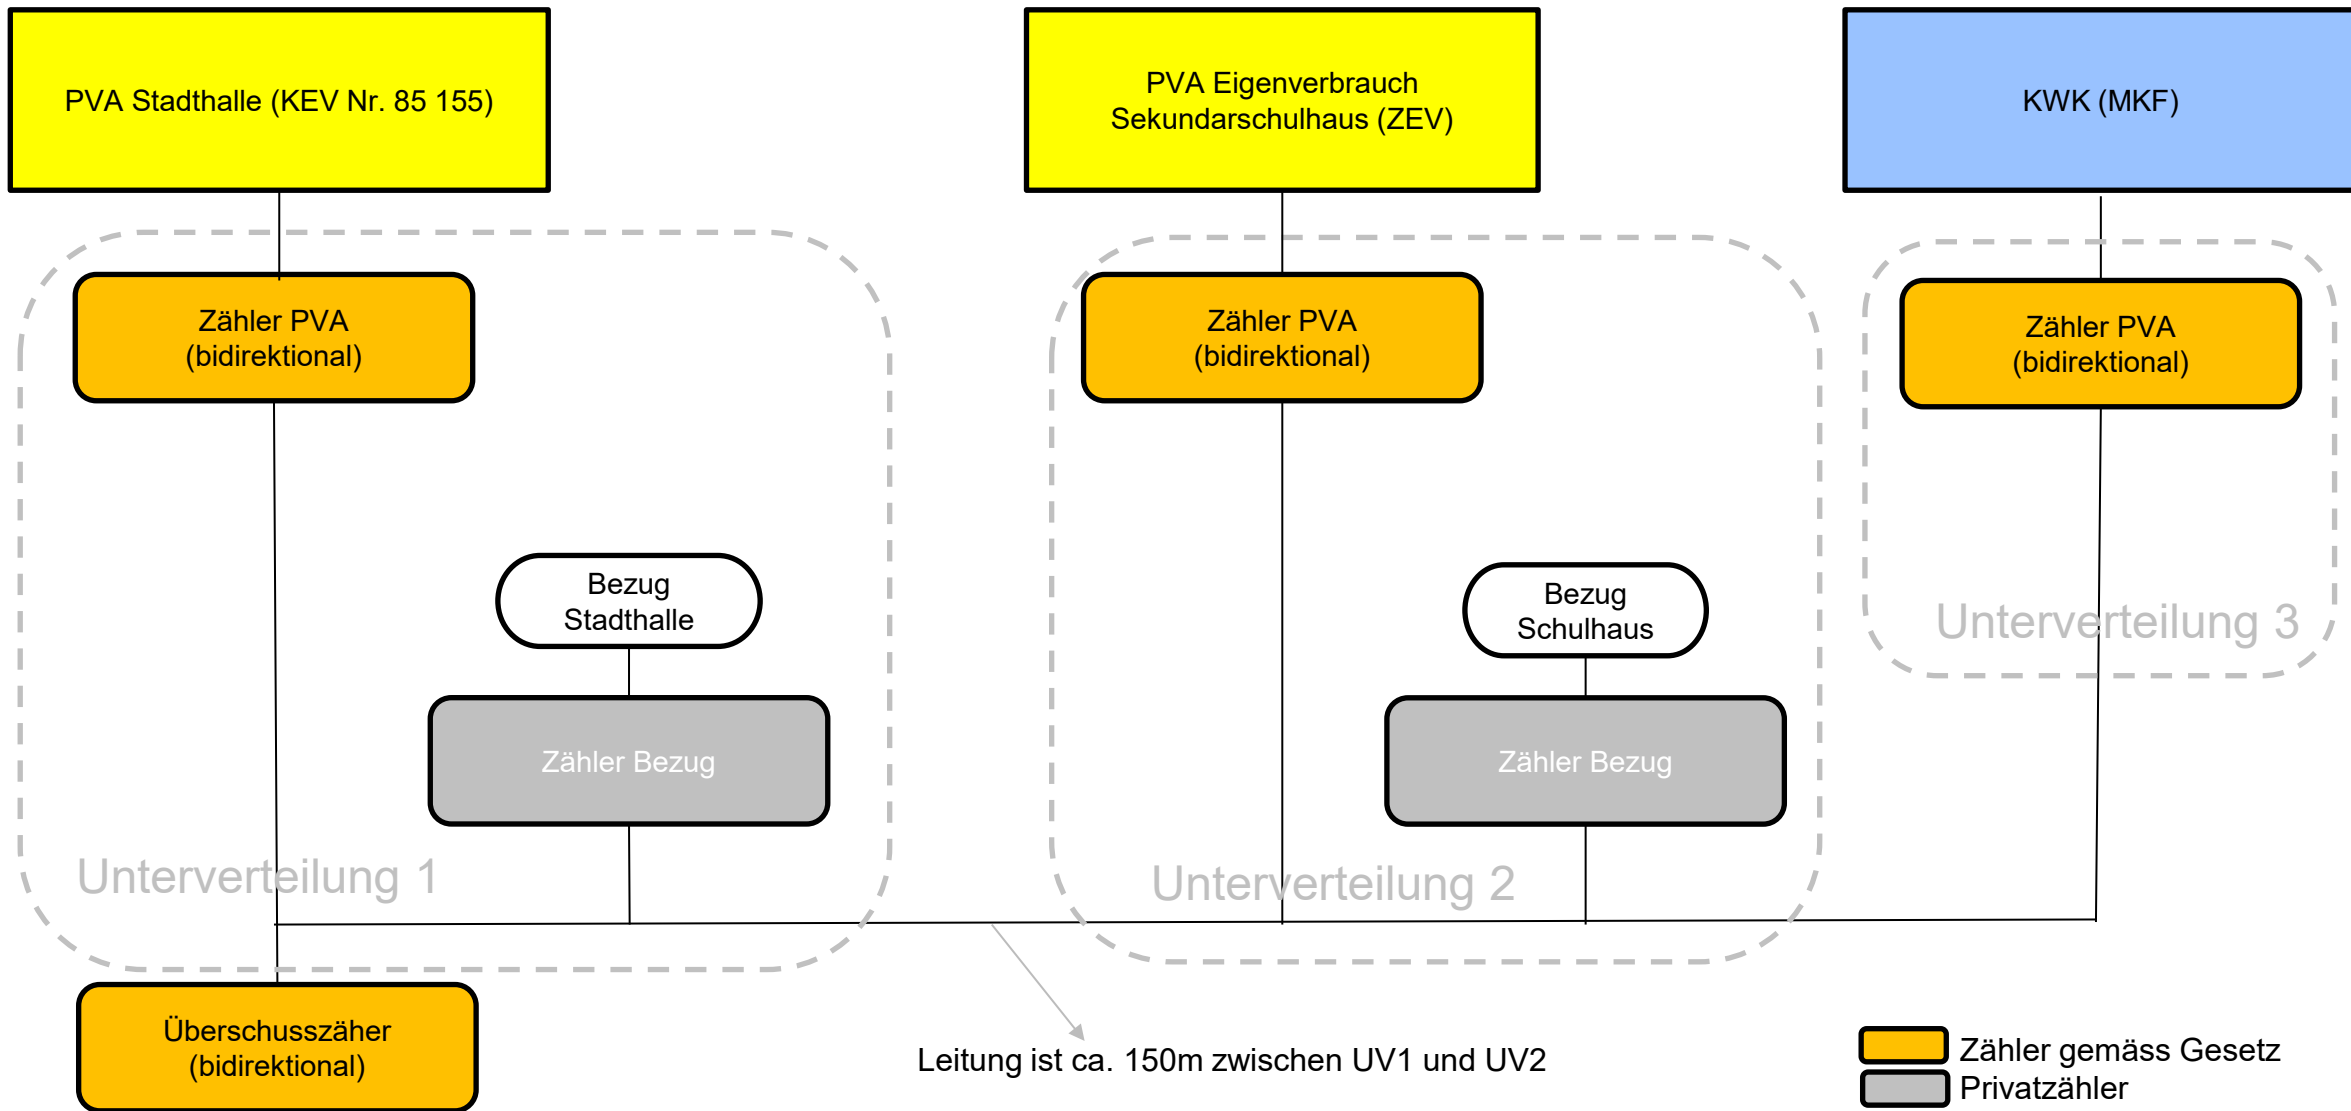 PVA Stadthalle (KEV Nr. 85 155)
PVA Eigenverbrauch
Sekundarschulhaus (ZEV)
KWK (MKF)
Zähler PVA
(bidirektional)
Zähler PVA
(bidirektional)
Zähler PVA
(bidirektional)
Bezug
Stadthalle
Bezug
Schulhaus
Unterverteilung 3
Zähler Bezug
Zähler Bezug
Unterverteilung 1
Unterverteilung 2
Überschusszäher
(bidirektional)
Leitung ist ca. 150m zwischen UV1 und UV2
Zähler gemäss Gesetz
Privatzähler